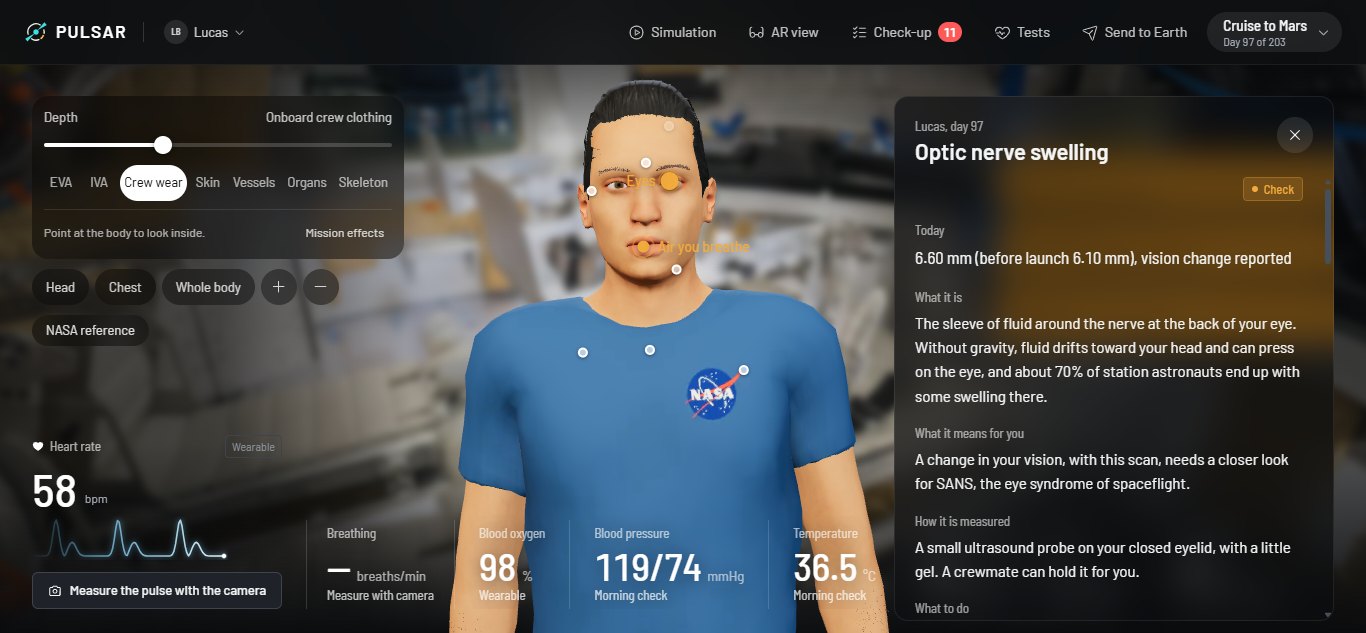 PULSAR
LB Lucas
Simulation
AR view
Check-up 11
Tests
Send to Earth
Cruise to Mars
Day 97 of 203
Depth
Onboard crew clothing
EVA IVA Crew wear Skin Vessels Organs Skeleton
Point at the body to look inside.
Mission effects
Head Chest Whole body + −
NASA reference
Eyes
Air you breathe
NASA
Heart rate
Wearable
58 bpm
Measure the pulse with the camera
Breathing
— breaths/min
Measure with camera
Blood oxygen
98 %
Wearable
Blood pressure
119/74 mmHg
Morning check
Temperature
36.5 °C
Morning check
Lucas, day 97
Optic nerve swelling
Check
Today
6.60 mm (before launch 6.10 mm), vision change reported
What it is
The sleeve of fluid around the nerve at the back of your eye.
Without gravity, fluid drifts toward your head and can press
on the eye, and about 70% of station astronauts end up with
some swelling there.
What it means for you
A change in your vision, with this scan, needs a closer look
for SANS, the eye syndrome of spaceflight.
How it is measured
A small ultrasound probe on your closed eyelid, with a little
gel. A crewmate can hold it for you.
What to do